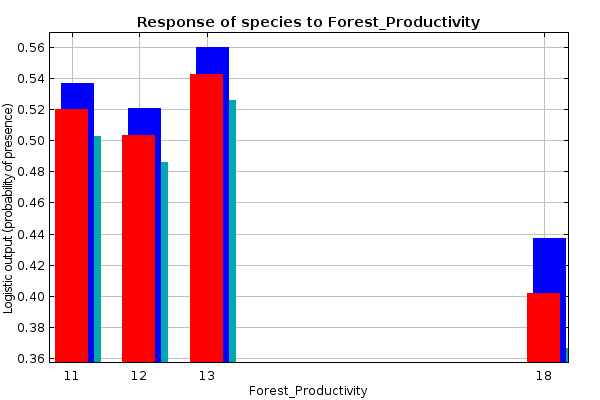 Response of species to Forest_Productivity
Logistic output (probability of presence)
0.56
0.54
0.52
0.50
0.48
0.46
0.44
0.42
0.40
0.38
0.36
11 12 13 18
Forest_Productivity